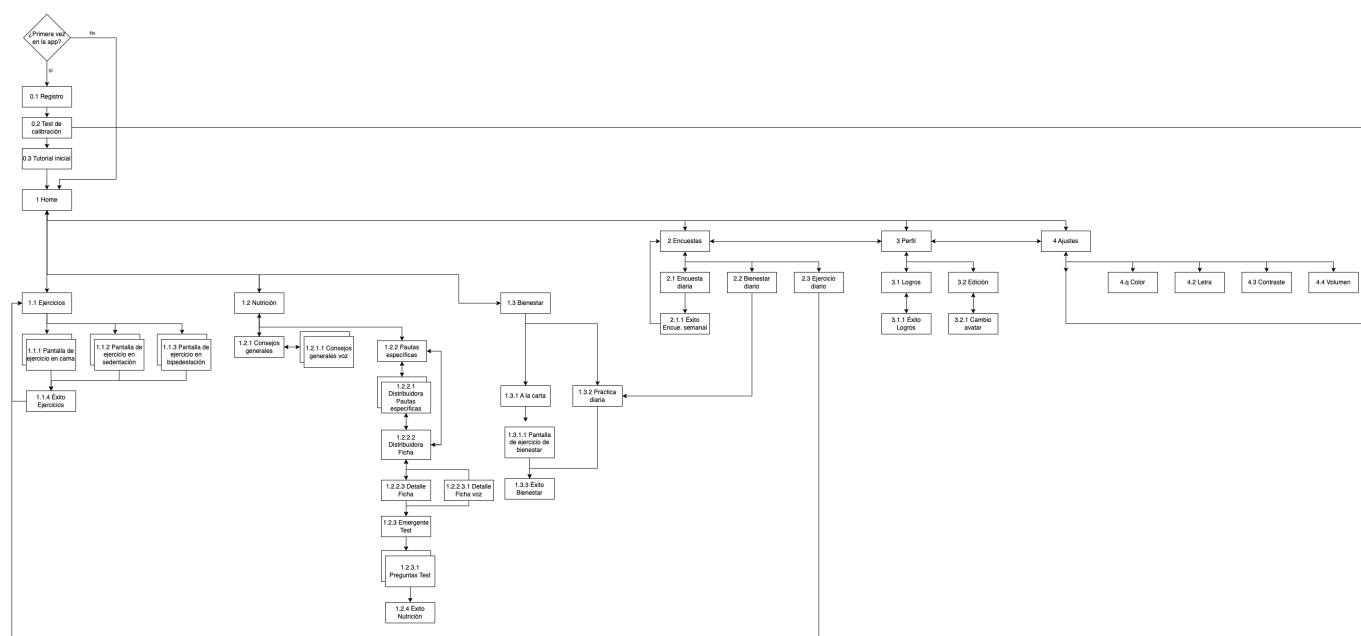 ¿Primera vez
en la app?
No
Sí
0.1 Registro
0.2 Test de
calibración
0.3 Tutorial inicial
1 Home
2 Encuestas
3 Perfil
4 Ajustes
2.1 Encuesta
diaria
2.2 Bienestar
diario
2.3 Ejercicio
diario
3.1 Logros
3.2 Edición
4.q Color
4.2 Letra
4.3 Contraste
4.4 Volumen
1.1 Ejercicios
1.2 Nutrición
1.3 Bienestar
2.1.1 Éxito
Encue. semanal
3.1.1 Éxito
Logros
3.2.1 Cambio
avatar
1.1.1 Pantalla de
ejercicio en cama
1.1.2 Pantalla de
ejercicio en
sedentación
1.1.3 Pantalla de
ejercicio en
bipedestación
1.2.1 Consejos
generales
1.2.1.1 Consejos
generales voz
1.2.2 Pautas
específicas
1.1.4 Éxito
Ejercicios
1.2.2.1
Distribuidora
Pautas
específicas
1.3.1 A la carta
1.3.2 Práctica
diaria
1.2.2.2
Distribuidora
Ficha
1.3.1.1 Pantalla
de ejercicio de
bienestar
1.2.2.3 Detalle
Ficha
1.2.2.3.1 Detalle
Ficha voz
1.3.3 Éxito
Bienestar
1.2.3 Emergente
Test
1.2.3.1
Preguntas Test
1.2.4 Éxito
Nutrición